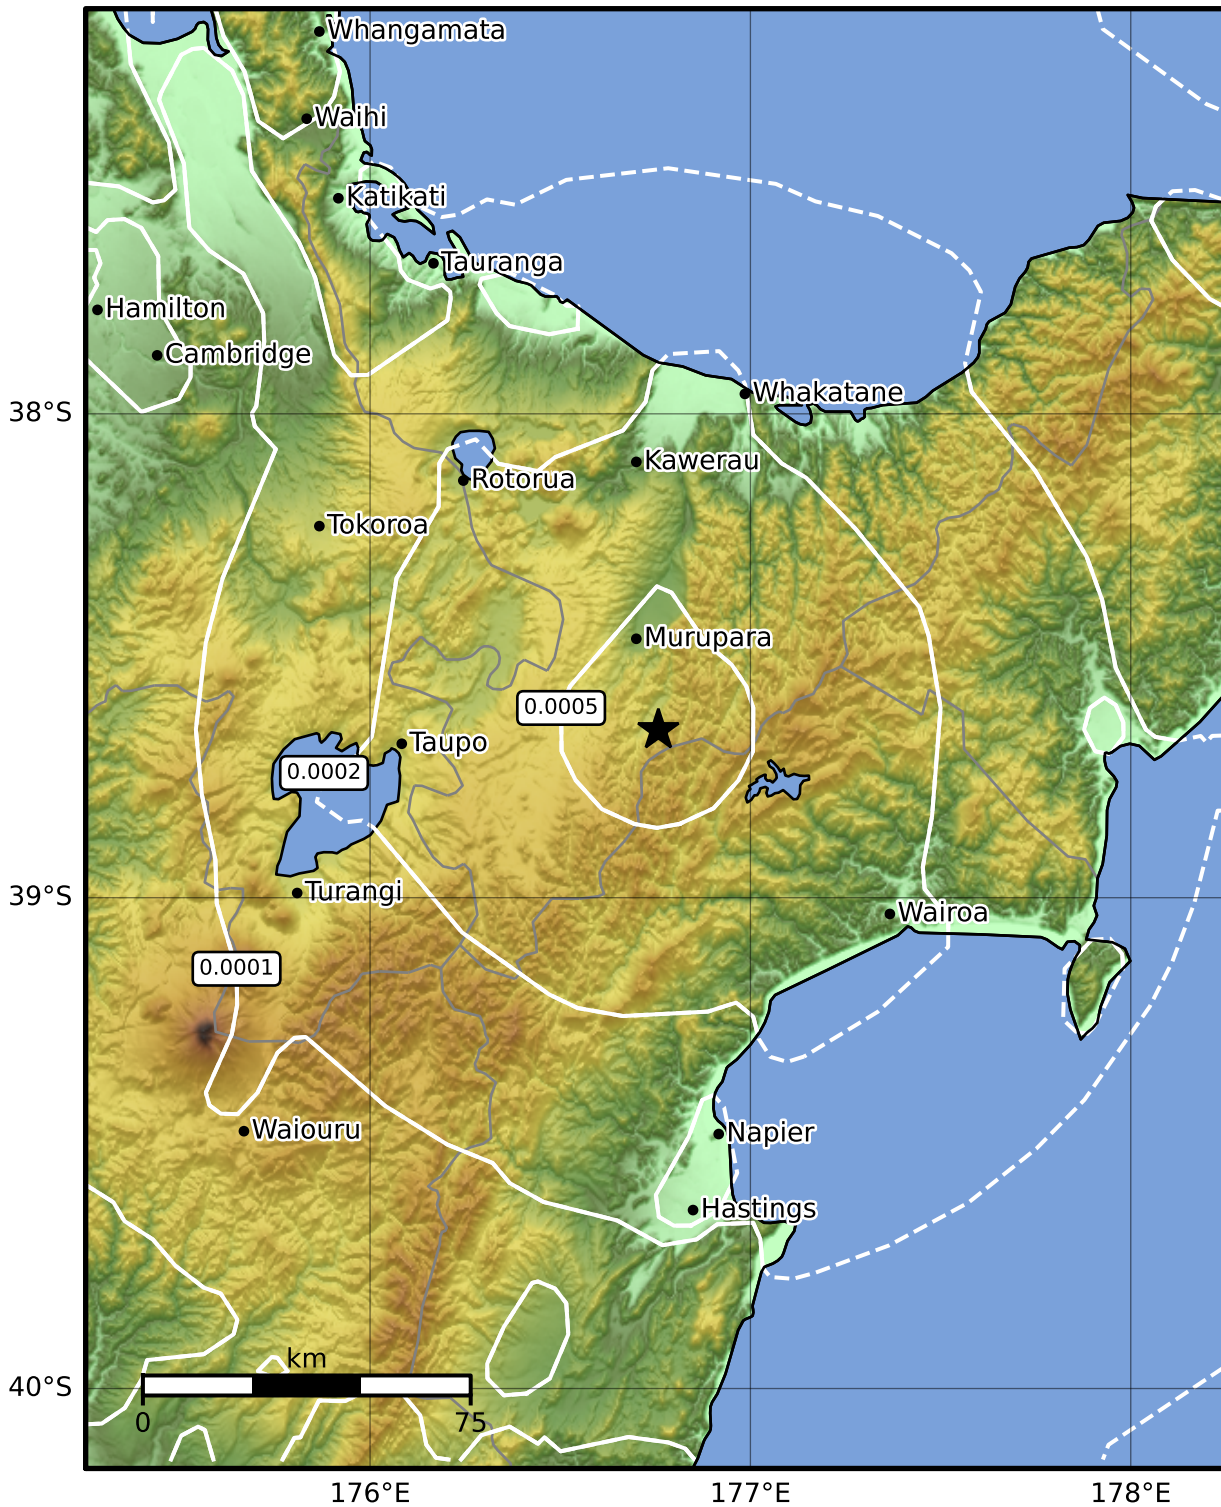 Whangamata
Waihi
Katikati
Tauranga
Hamilton
Cambridge
Whakatane
38°S
Kawerau
Rotorua
Tokoroa
Murupara
0.0005
Taupo
0.0002
Turangi
39°S
Wairoa
0.0001
Waiouru
Napier
Hastings
km
40°S
0 75
176°E 177°E 178°E